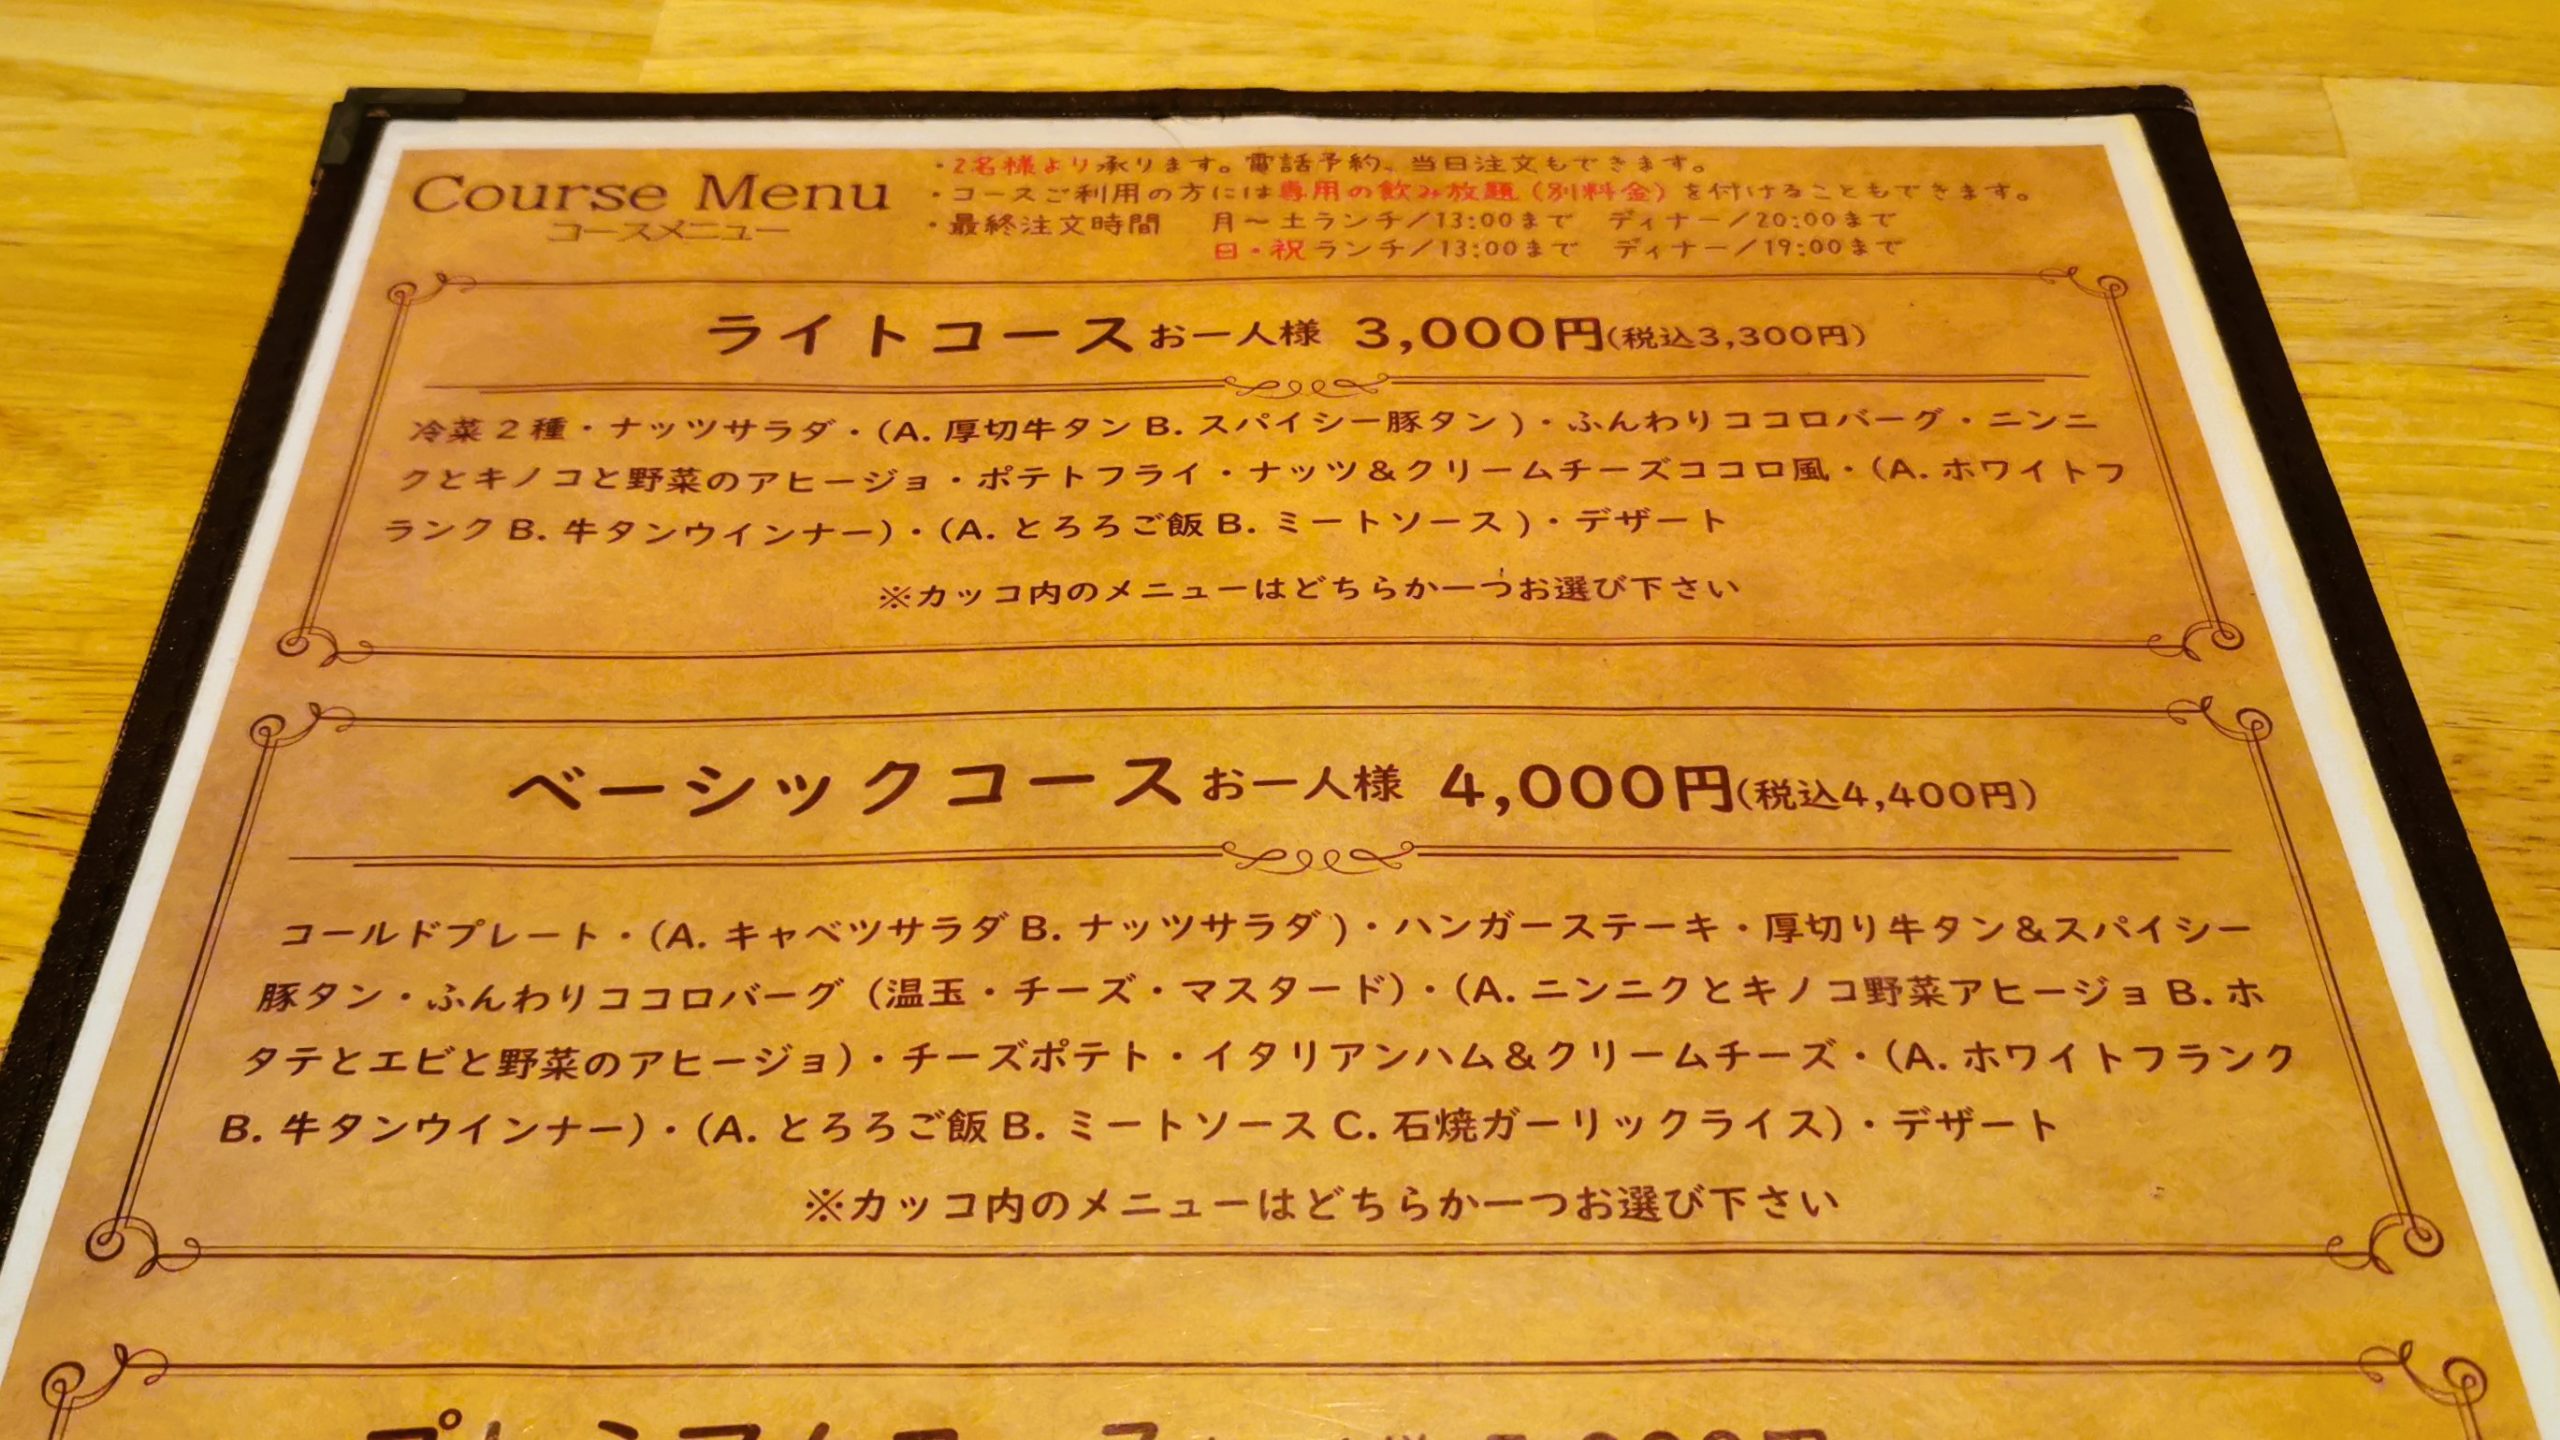 Course Menu
コースメニュー
・2名様より承ります。電話予約、当日注文もできます。
・コースご利用の方には専用の飲み放題（別料金）を付けることもできます。
・最終注文時間　月～土ランチ／13:00まで　ディナー／20:00まで
日・祝ランチ／13:00まで　ディナー／19:00まで
ライトコースお一人様 3,000円(税込3,300円)
冷菜２種・ナッツサラダ・(A. 厚切牛タン B. スパイシー豚タン)・ふんわりココロバーグ・ニンニ
クとキノコと野菜のアヒージョ・ポテトフライ・ナッツ＆クリームチーズココロ風・(A. ホワイトフ
ランク B. 牛タンウインナー)・(A. とろろご飯 B. ミートソース)・デザート
※カッコ内のメニューはどちらか一つお選び下さい
ベーシックコースお一人様 4,000円(税込4,400円)
コールドプレート・(A. キャベツサラダ B. ナッツサラダ)・ハンガーステーキ・厚切り牛タン＆スパイシー
豚タン・ふんわりココロバーグ（温玉・チーズ・マスタード)・(A. ニンニクとキノコ野菜アヒージョ B. ホ
タテとエビと野菜のアヒージョ)・チーズポテト・イタリアンハム＆クリームチーズ・(A. ホワイトフランク
B. 牛タンウインナー)・(A. とろろご飯 B. ミートソース C. 石焼ガーリックライス)・デザート
※カッコ内のメニューはどちらか一つお選び下さい
プレミアムコース